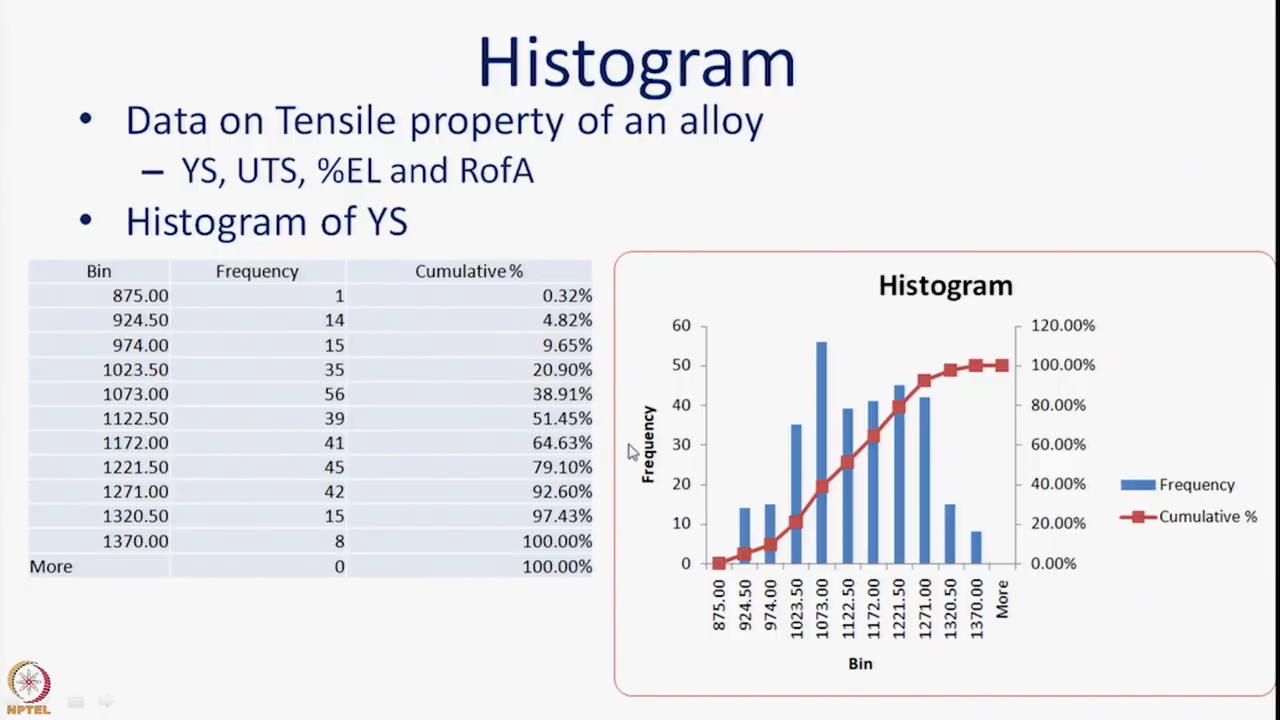 Histogram
• Data on Tensile property of an alloy
– YS, UTS, %EL and RofA
• Histogram of YS
Bin Frequency Cumulative %
875.00 1 0.32%
924.50 14 4.82%
974.00 15 9.65%
1023.50 35 20.90%
1073.00 56 38.91%
1122.50 39 51.45%
1172.00 41 64.63%
1221.50 45 79.10%
1271.00 42 92.60%
1320.50 15 97.43%
1370.00 8 100.00%
More 0 100.00%
Histogram
60 120.00%
50 100.00%
40 80.00%
30 60.00%
20 40.00%
10 20.00%
0 0.00%
Frequency
875.00 924.50 974.00 1023.50 1073.00 1122.50 1172.00 1221.50 1271.00 1320.50 1370.00 More
Bin
Frequency
Cumulative %
NPTEL